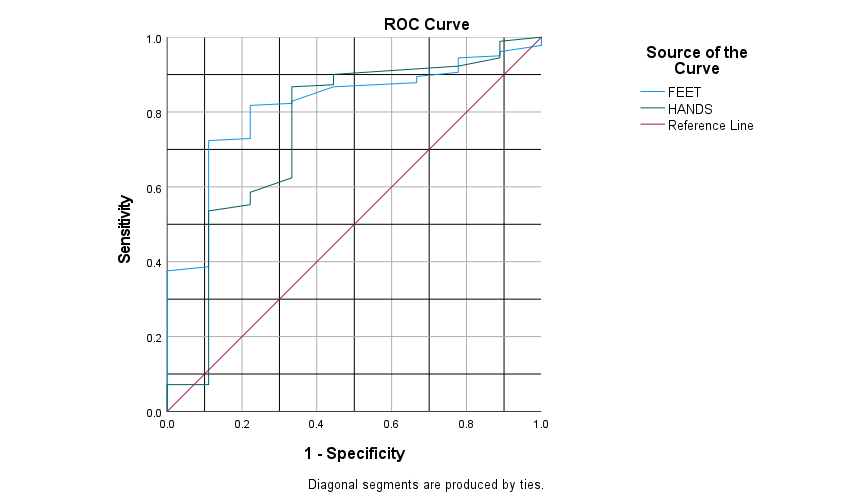 ROC Curve
1.0
0.8
0.6
0.4
0.2
0.0
Sensitivity
0.0 0.2 0.4 0.6 0.8 1.0
1 - Specificity
Diagonal segments are produced by ties.
Source of the
Curve
FEET
HANDS
Reference Line